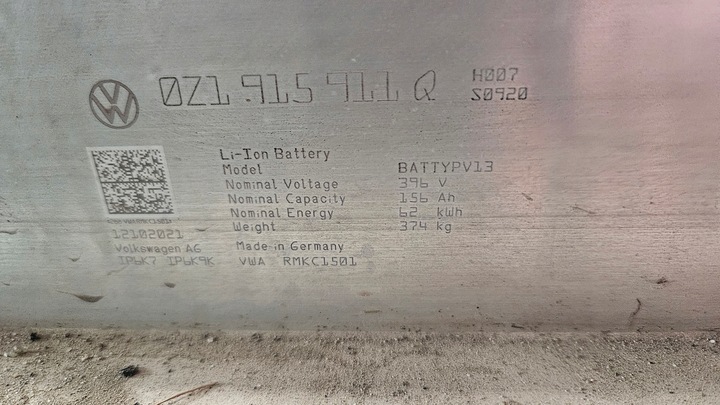 0Z1 915 911 Q H007
S0920
Li-Ion Battery
Model BATTYPV13
Nominal Voltage 396 V
Nominal Capacity 156 Ah
Nominal Energy 62 kWh
Weight 374 kg
12102021
Volkswagen AG Made in Germany
IP6K7 IP6K9K VWA RMKC1501